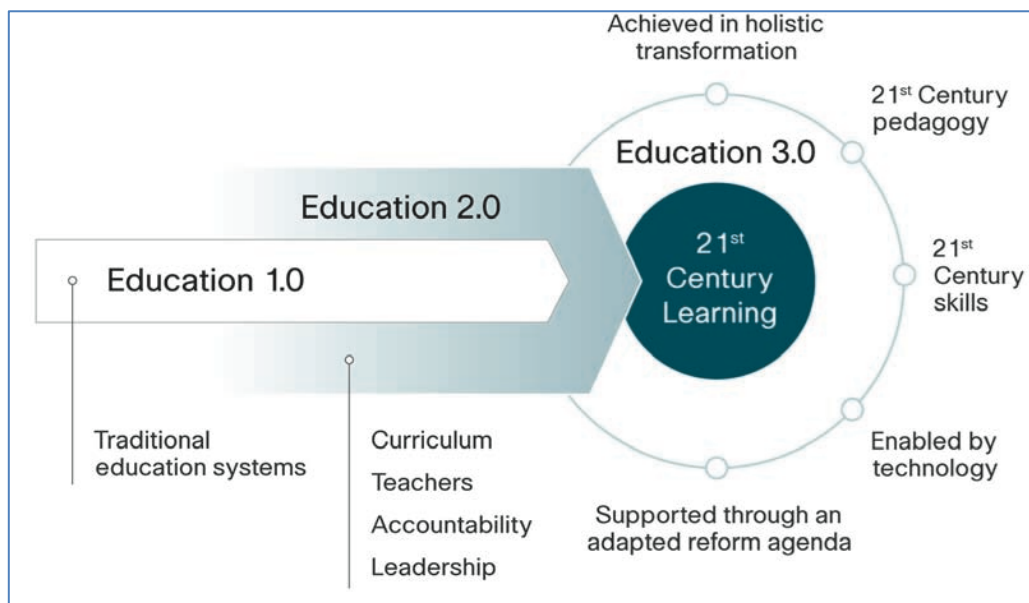 Achieved in holistic
transformation
21st Century
pedagogy
Education 3.0
Education 2.0
21st
Century
Learning
21st
Century
skills
Education 1.0
Traditional
education systems
Curriculum
Teachers
Accountability
Leadership
Enabled by
technology
Supported through an
adapted reform agenda